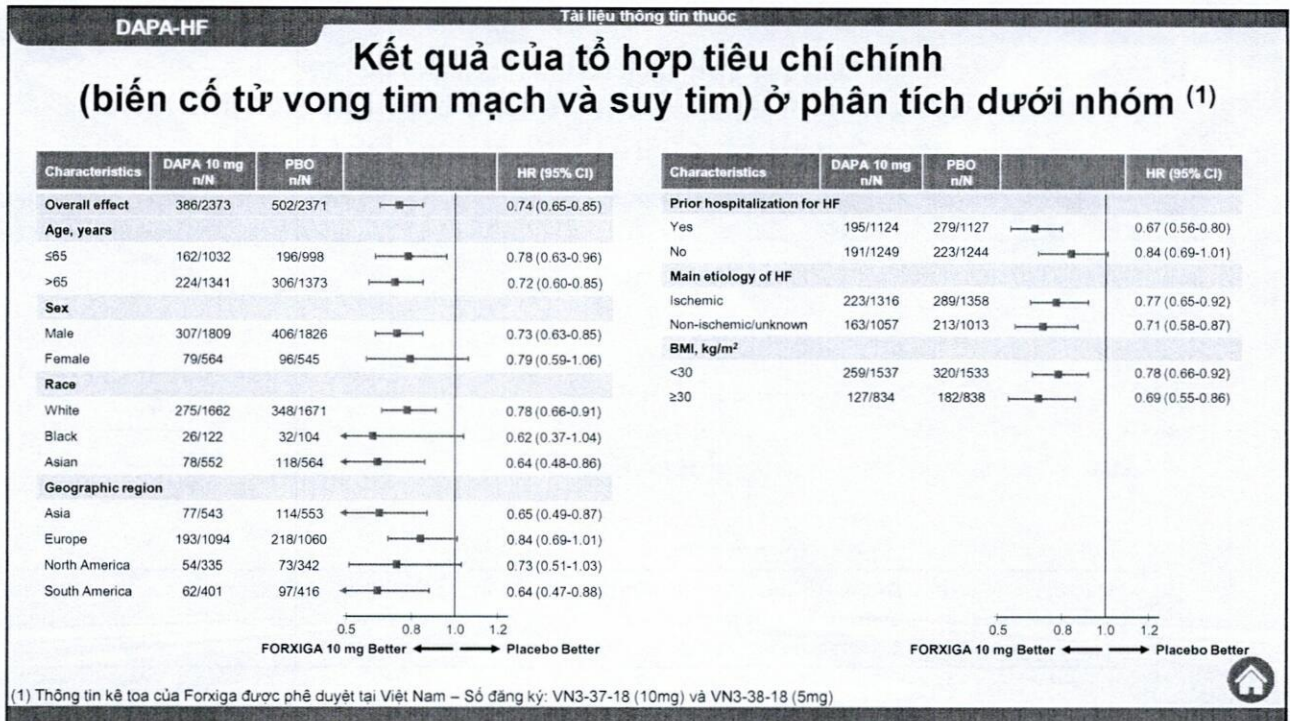 DAPA-HF
Tài liệu thông tin thuốc
Kết quả của tổ hợp tiêu chí chính
(biến cố tử vong tim mạch và suy tim) ở phân tích dưới nhóm (1)
Characteristics DAPA 10 mg n/N PBO n/N HR (95% CI)
Overall effect 386/2373 502/2371 0.74 (0.65-0.85)
Age, years
≤65 162/1032 196/998 0.78 (0.63-0.96)
>65 224/1341 306/1373 0.72 (0.60-0.85)
Sex
Male 307/1809 406/1826 0.73 (0.63-0.85)
Female 79/564 96/545 0.79 (0.59-1.06)
Race
White 275/1662 348/1671 0.78 (0.66-0.91)
Black 26/122 32/104 0.62 (0.37-1.04)
Asian 78/552 118/564 0.64 (0.48-0.86)
Geographic region
Asia 77/543 114/553 0.65 (0.49-0.87)
Europe 193/1094 218/1060 0.84 (0.69-1.01)
North America 54/335 73/342 0.73 (0.51-1.03)
South America 62/401 97/416 0.64 (0.47-0.88)
0.5 0.8 1.0 1.2
FORXIGA 10 mg Better Placebo Better
Characteristics DAPA 10 mg n/N PBO n/N HR (95% CI)
Prior hospitalization for HF
Yes 195/1124 279/1127 0.67 (0.56-0.80)
No 191/1249 223/1244 0.84 (0.69-1.01)
Main etiology of HF
Ischemic 223/1316 289/1358 0.77 (0.65-0.92)
Non-ischemic/unknown 163/1057 213/1013 0.71 (0.58-0.87)
BMI, kg/m²
<30 259/1537 320/1533 0.78 (0.66-0.92)
≥30 127/834 182/838 0.69 (0.55-0.86)
0.5 0.8 1.0 1.2
FORXIGA 10 mg Better Placebo Better
(1) Thông tin kê toa của Forxiga được phê duyệt tại Việt Nam – Số đăng ký: VN3-37-18 (10mg) và VN3-38-18 (5mg)